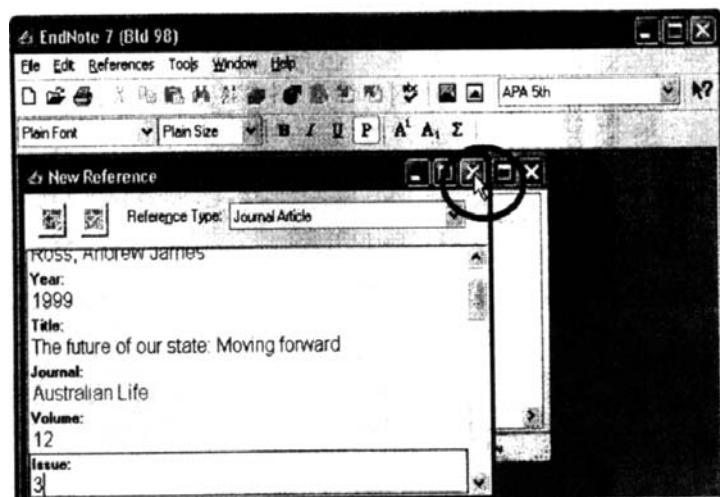 EndNote 7 (Bld 98)
File Edit References Tools Window Help
APA 5th
Plain Font Plain Size B I U P A¹ A₁ Σ
New Reference
Reference Type: Journal Article
Ross, Andrew James
Year:
1999
Title:
The future of our state: Moving forward
Journal:
Australian Life
Volume:
12
Issue:
3